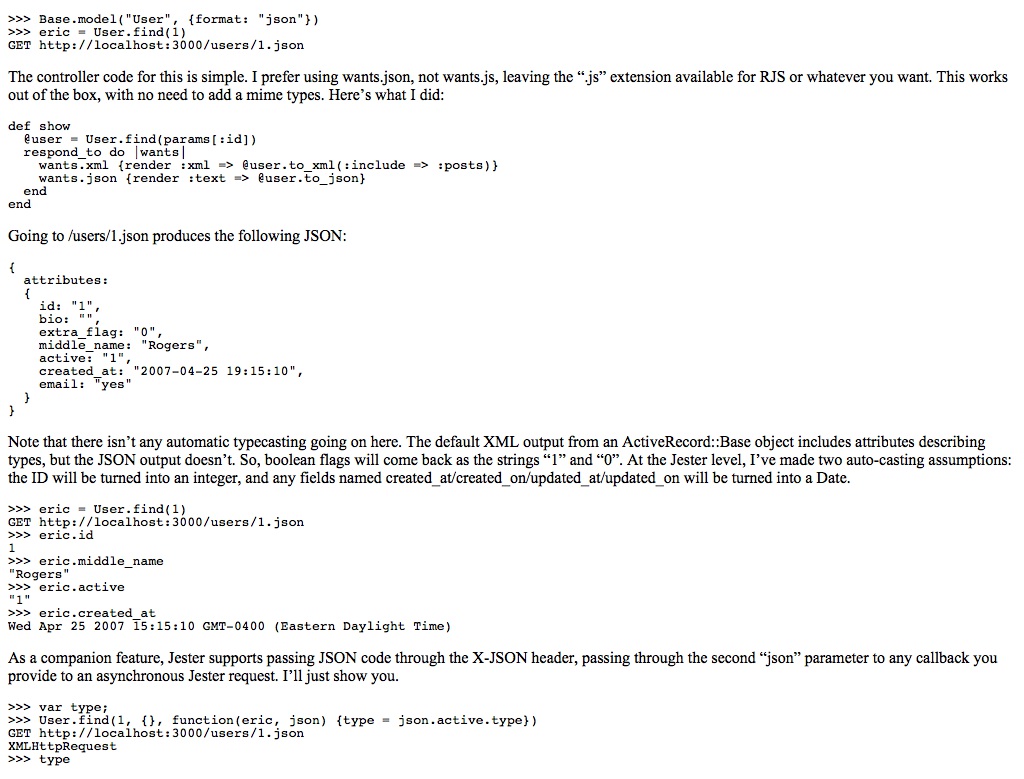 >>> Base.model("User", {format: "json"})
>>> eric = User.find(1)
GET http://localhost:3000/users/1.json
The controller code for this is simple. I prefer using wants.json, not wants.js, leaving the “.js” extension available for RJS or whatever you want. This works
out of the box, with no need to add a mime types. Here’s what I did:
def show
  @user = User.find(params[:id])
  respond_to do |wants|
    wants.xml {render :xml => @user.to_xml(:include => :posts)}
    wants.json {render :text => @user.to_json}
  end
end
Going to /users/1.json produces the following JSON:
{
  attributes:
  {
    id: "1",
    bio: "",
    extra_flag: "0",
    middle_name: "Rogers",
    active: "1",
    created_at: "2007-04-25 19:15:10",
    email: "yes"
  }
}
Note that there isn’t any automatic typecasting going on here. The default XML output from an ActiveRecord::Base object includes attributes describing
types, but the JSON output doesn’t. So, boolean flags will come back as the strings “1” and “0”. At the Jester level, I’ve made two auto-casting assumptions:
the ID will be turned into an integer, and any fields named created_at/created_on/updated_at/updated_on will be turned into a Date.
>>> eric = User.find(1)
GET http://localhost:3000/users/1.json
>>> eric.id
1
>>> eric.middle_name
"Rogers"
>>> eric.active
"1"
>>> eric.created_at
Wed Apr 25 2007 15:15:10 GMT-0400 (Eastern Daylight Time)
As a companion feature, Jester supports passing JSON code through the X-JSON header, passing through the second “json” parameter to any callback you
provide to an asynchronous Jester request. I’ll just show you.
>>> var type;
>>> User.find(1, {}, function(eric, json) {type = json.active.type})
GET http://localhost:3000/users/1.json
XMLHttpRequest
>>> type